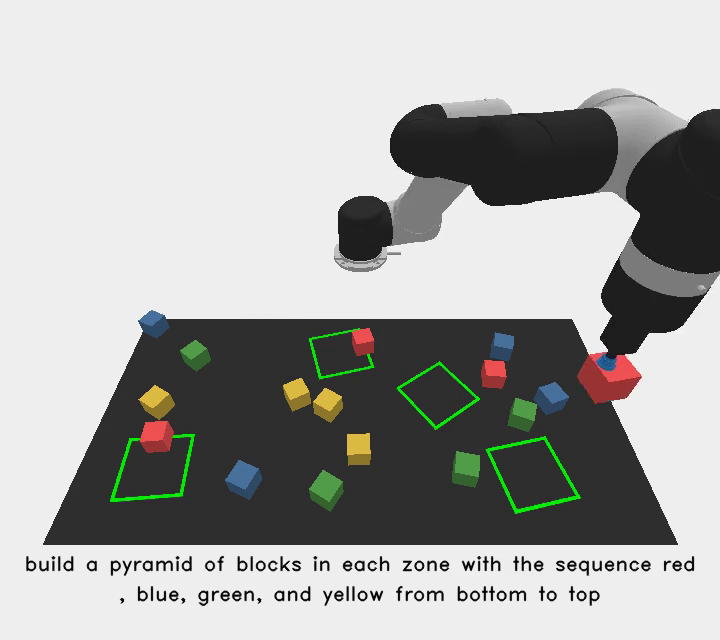 build a pyramid of blocks in each zone with the sequence red
, blue, green, and yellow from bottom to top